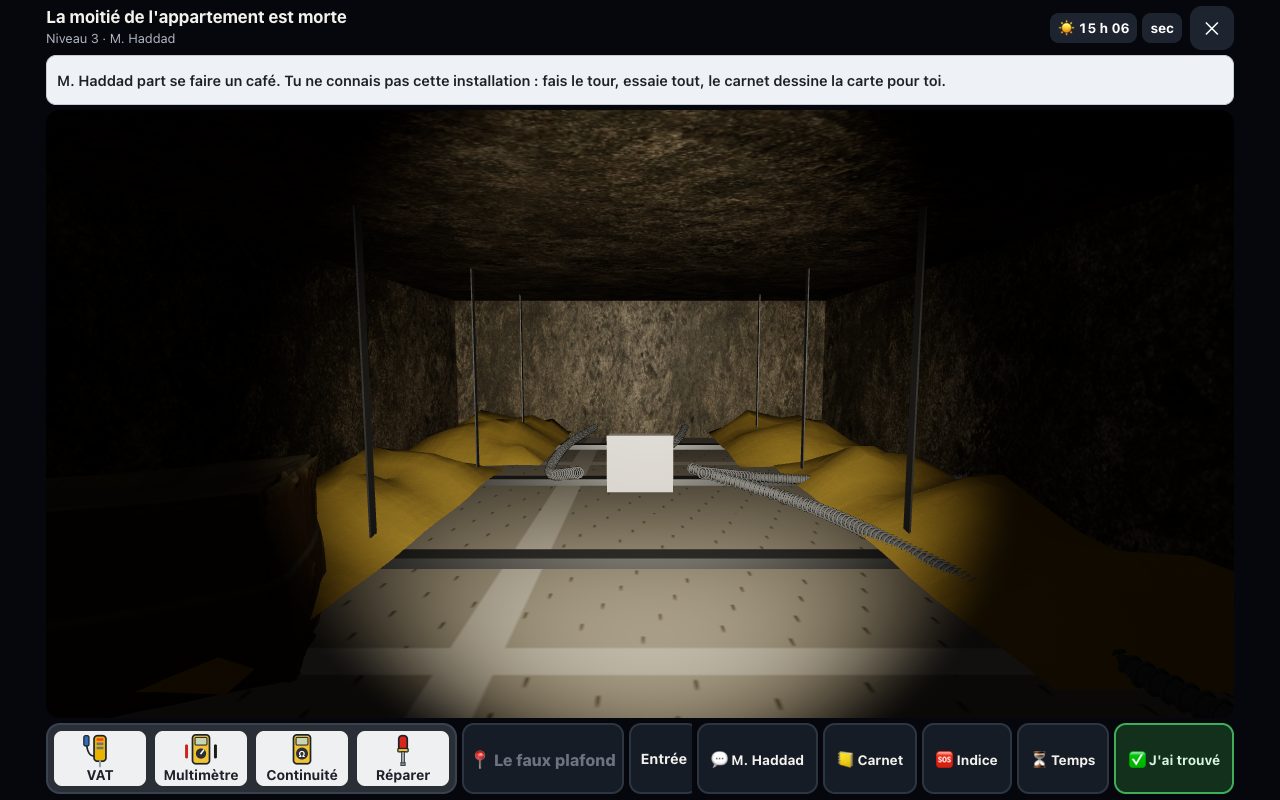 La moitié de l'appartement est morte
Niveau 3 · M. Haddad
15 h 06
sec
M. Haddad part se faire un café. Tu ne connais pas cette installation : fais le tour, essaie tout, le carnet dessine la carte pour toi.
VAT
Multimètre
Continuité
Réparer
Le faux plafond
Entrée
M. Haddad
Carnet
SOS Indice
Temps
J'ai trouvé